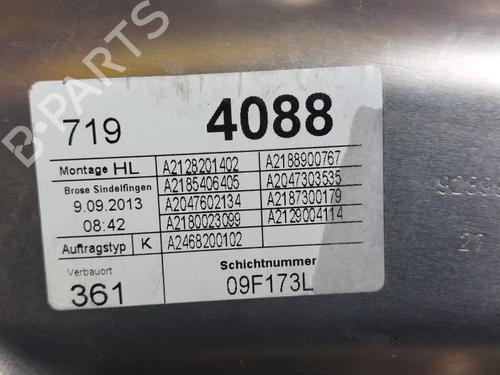 B-PARTS
719 4088
Montage HL A2128201402 A2188900767
Brose Sindelfingen A2185406405 A2047303535
9.09.2013 A2047602134 A2187300179
08:42 A2180023099 A2129004114
Auftragstyp K A2468200102
Verbauort Schichtnummer
361 09F173L
27